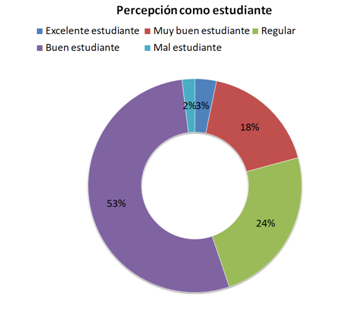 Percepción como estudiante
Excelente estudiante Muy buen estudiante Regular
Buen estudiante Mal estudiante
2% 3%
18%
53%
24%